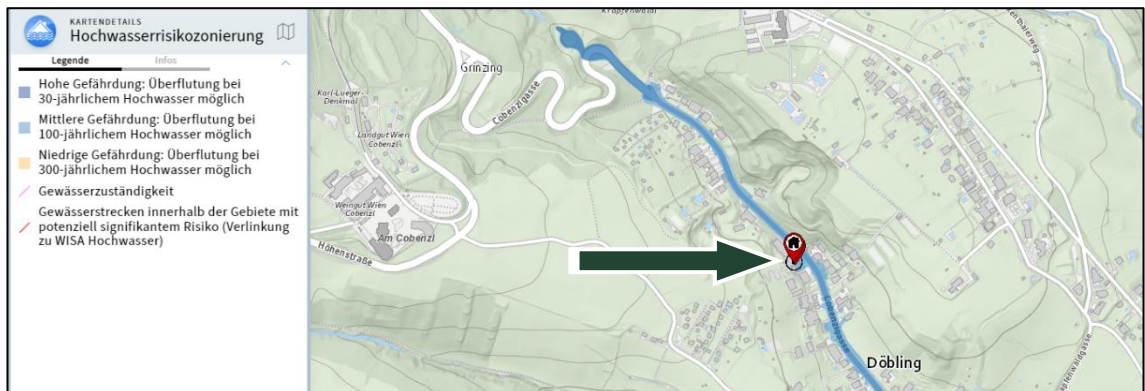 KARTENDETAILS
Hochwasserrisikozonierung
Legende Infos
Hohe Gefährdung: Überflutung bei
30-jährlichem Hochwasser möglich
Mittlere Gefährdung: Überflutung bei
100-jährlichem Hochwasser möglich
Niedrige Gefährdung: Überflutung bei
300-jährlichem Hochwasser möglich
Gewässerzuständigkeit
Gewässerstrecken innerhalb der Gebiete mit
potenziell signifikantem Risiko (Verlinkung
zu WISA Hochwasser)
Krapfenwaldl
Grinzing
Cobenzlgasse
Karl-Lueger-
Denkmal
Landgut Wien
Cobenzl
Weingut Wien
Cobenzl
Am Cobenzl
Höhenstraße
Cobenzlgasse
Döbling